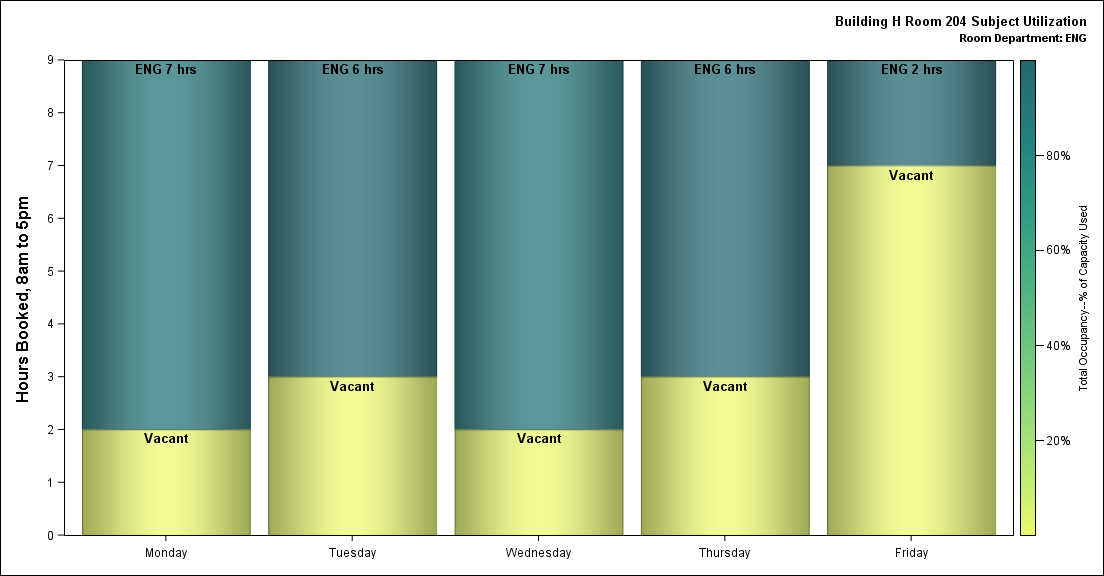 Building H Room 204 Subject Utilization
Room Department: ENG
Hours Booked, 8am to 5pm
9
8
7
6
5
4
3
2
1
0
ENG 7 hrs
Vacant
ENG 6 hrs
Vacant
ENG 7 hrs
Vacant
ENG 6 hrs
Vacant
ENG 2 hrs
Vacant
Monday
Tuesday
Wednesday
Thursday
Friday
80%
60%
40%
20%
Total Occupancy--% of Capacity Used